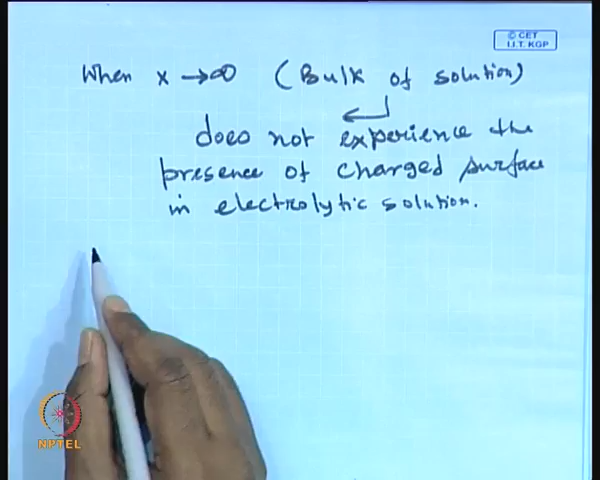 © CET
I.I.T. KGP
When x → ∞ (Bulk of solution)
does not experience the
presence of charged surface
in electrolytic solution.
NPTEL